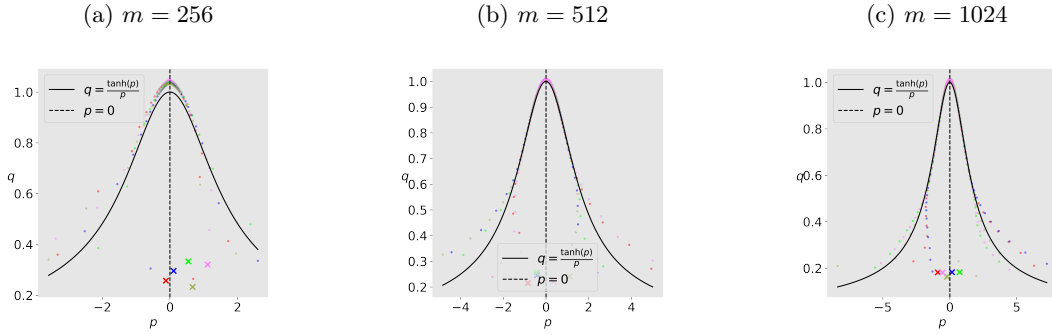 (a) m = 256
(b) m = 512
(c) m = 1024
q = tanh(p)/p
p = 0
1.0
0.8
0.6
0.4
0.2
q
−2
0
2
p
q = tanh(p)/p
p = 0
1.0
0.9
0.8
0.7
0.6
0.5
0.4
0.3
0.2
q
−4
−2
0
2
4
p
q = tanh(p)/p
p = 0
1.0
0.8
0.6
0.4
0.2
q
−5
0
5
p